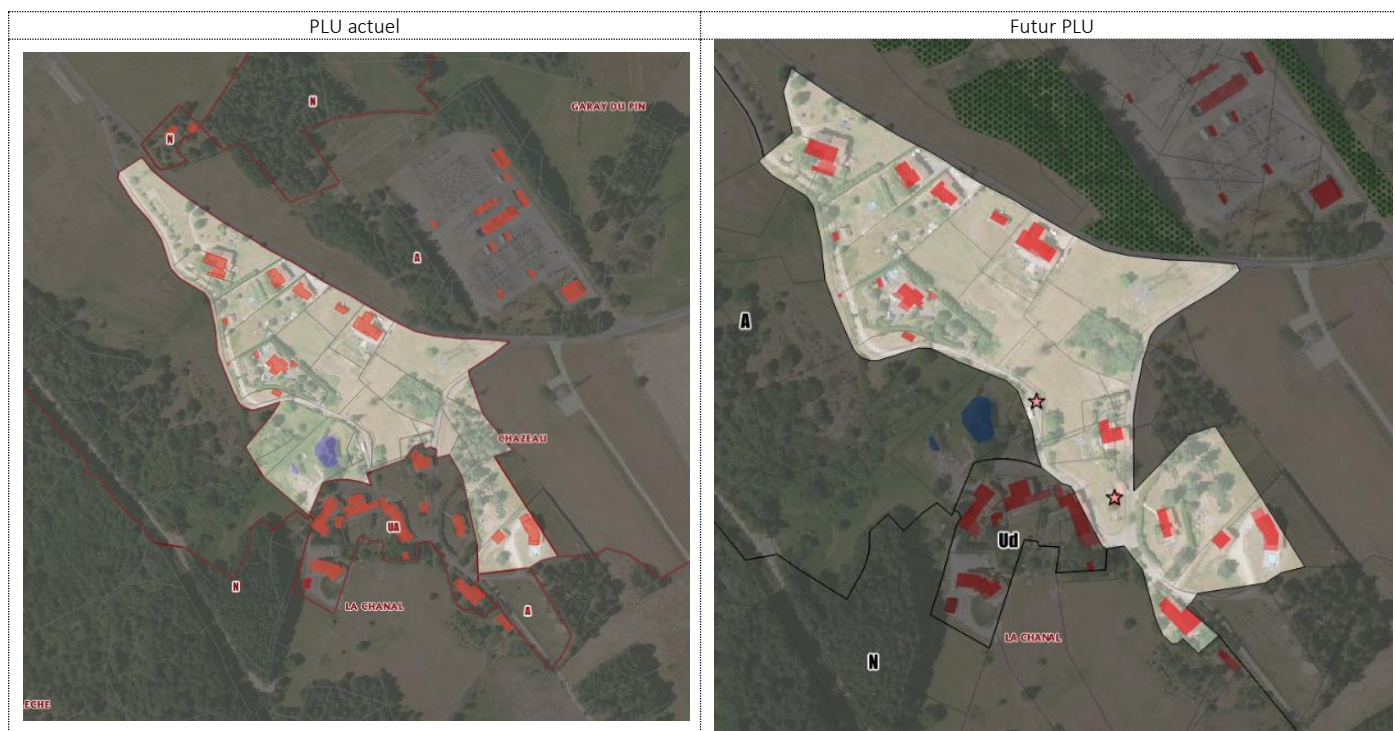 PLU actuel
Futur PLU
N
GARAY DU PIN
N
A
CHAZEAU
UA
N
LA CHANAL
A
ECHE
A
Ud
LA CHANAL
N